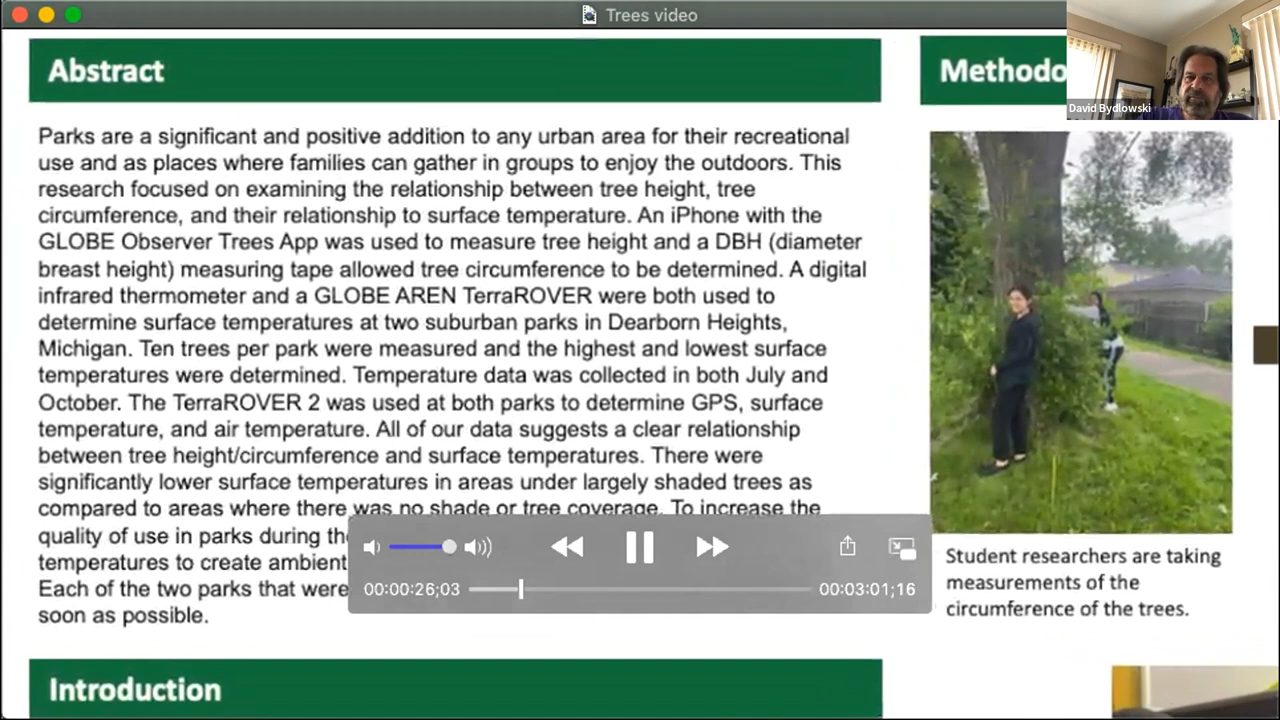 Trees video
David Bydlowski
Abstract
Parks are a significant and positive addition to any urban area for their recreational
use and as places where families can gather in groups to enjoy the outdoors. This
research focused on examining the relationship between tree height, tree
circumference, and their relationship to surface temperature. An iPhone with the
GLOBE Observer Trees App was used to measure tree height and a DBH (diameter
breast height) measuring tape allowed tree circumference to be determined. A digital
infrared thermometer and a GLOBE AREN TerraROVER were both used to
determine surface temperatures at two suburban parks in Dearborn Heights,
Michigan. Ten trees per park were measured and the highest and lowest surface
temperatures were determined. Temperature data was collected in both July and
October. The TerraROVER 2 was used at both parks to determine GPS, surface
temperature, and air temperature. All of our data suggests a clear relationship
between tree height/circumference and surface temperatures. There were
significantly lower surface temperatures in areas under largely shaded trees as
compared to areas where there was no shade or tree coverage. To increase the
quality of use in parks during the
temperatures to create ambient
Each of the two parks that were
soon as possible.
00:00:26;03
00:03:01;16
Introduction
Methodo
Student researchers are taking
measurements of the
circumference of the trees.